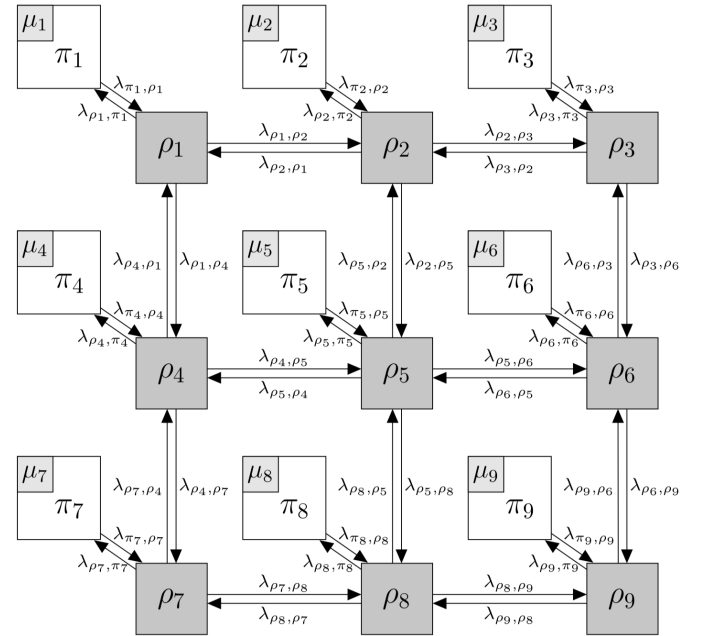 μ₁ μ₂ μ₃
π₁ π₂ π₃
λπ₁,ρ₁ λπ₂,ρ₂ λπ₃,ρ₃
λρ₁,π₁ λρ₂,π₂ λρ₃,π₃
λρ₁,ρ₂ λρ₂,ρ₃
ρ₁ ρ₂ ρ₃
λρ₂,ρ₁ λρ₃,ρ₂
μ₄ μ₅ μ₆
λρ₄,ρ₁ λρ₁,ρ₄ λρ₅,ρ₂ λρ₂,ρ₅ λρ₆,ρ₃ λρ₃,ρ₆
π₄ π₅ π₆
λπ₄,ρ₄ λπ₅,ρ₅ λπ₆,ρ₆
λρ₄,π₄ λρ₅,π₅ λρ₆,π₆
λρ₄,ρ₅ λρ₅,ρ₆
ρ₄ ρ₅ ρ₆
λρ₅,ρ₄ λρ₆,ρ₅
μ₇ μ₈ μ₉
λρ₇,ρ₄ λρ₄,ρ₇ λρ₈,ρ₅ λρ₅,ρ₈ λρ₉,ρ₆ λρ₆,ρ₉
π₇ π₈ π₉
λπ₇,ρ₇ λπ₈,ρ₈ λπ₉,ρ₉
λρ₇,π₇ λρ₈,π₈ λρ₉,π₉
λρ₇,ρ₈ λρ₈,ρ₉
ρ₇ ρ₈ ρ₉
λρ₈,ρ₇ λρ₉,ρ₈